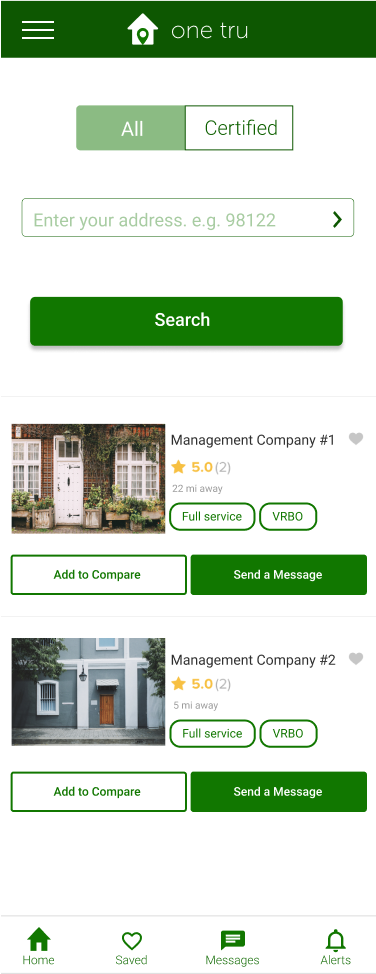 one tru
All
Certified
Enter your address. e.g. 98122
Search
Management Company #1
5.0 (2)
22 mi away
Full service
VRBO
Add to Compare
Send a Message
Management Company #2
5.0 (2)
5 mi away
Full service
VRBO
Add to Compare
Send a Message
Home
Saved
Messages
Alerts